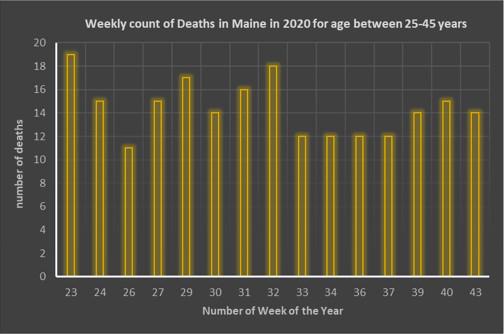 Weekly count of Deaths in Maine in 2020 for age between 25-45 years
20
18
16
14
12
10
8
6
4
2
0
number of deaths
23 24 26 27 29 30 31 32 33 34 36 37 39 40 43
Number of Week of the Year